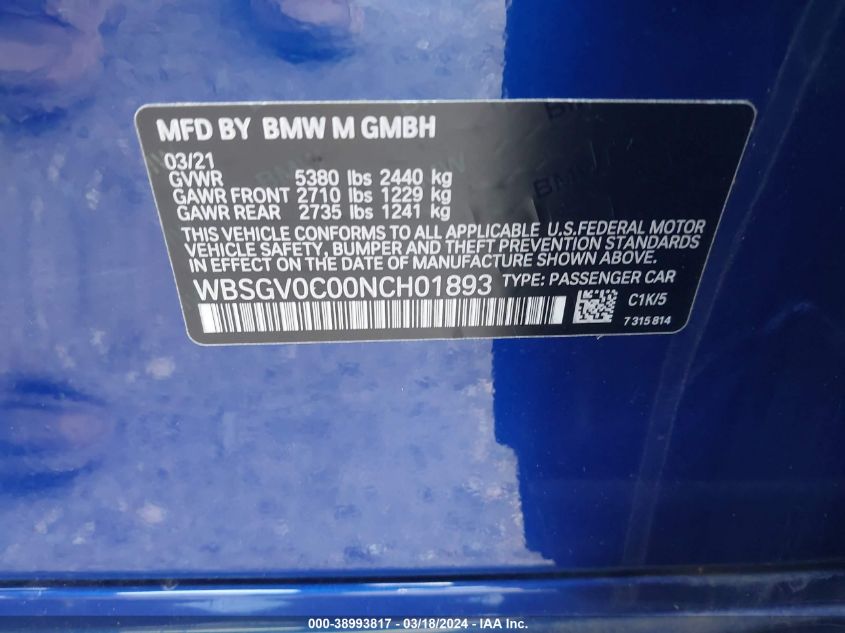 MFD BY BMW M GMBH
03/21
GVWR 5380 lbs 2440 kg
GAWR FRONT 2710 lbs 1229 kg
GAWR REAR 2735 lbs 1241 kg
THIS VEHICLE CONFORMS TO ALL APPLICABLE U.S.FEDERAL MOTOR
VEHICLE SAFETY, BUMPER AND THEFT PREVENTION STANDARDS
IN EFFECT ON THE DATE OF MANUFACTURE SHOWN ABOVE.
WBSGV0C00NCH01893 TYPE: PASSENGER CAR
C1K/5
7 315 814
000-38993817 - 03/18/2024 - IAA Inc.